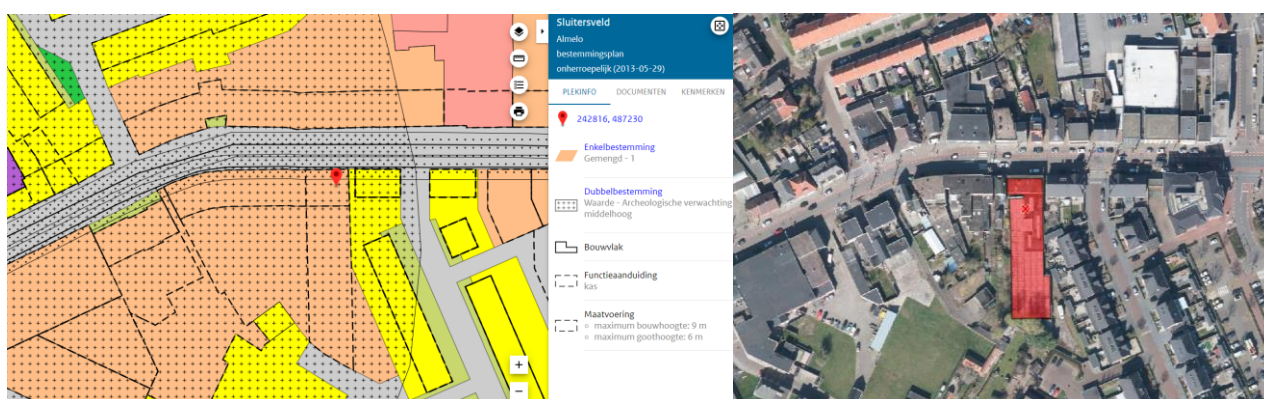 Sluitersveld
Almelo
bestemmingsplan
onherroepelijk (2013-05-29)
PLEKINFO DOCUMENTEN KENMERKEN
242816, 487230
Enkelbestemming
Gemengd - 1
Dubbelbestemming
Waarde - Archeologische verwachting
middelhoog
Bouwvlak
Functieaanduiding
kas
Maatvoering
maximum bouwhoogte: 9 m
maximum goothoogte: 6 m